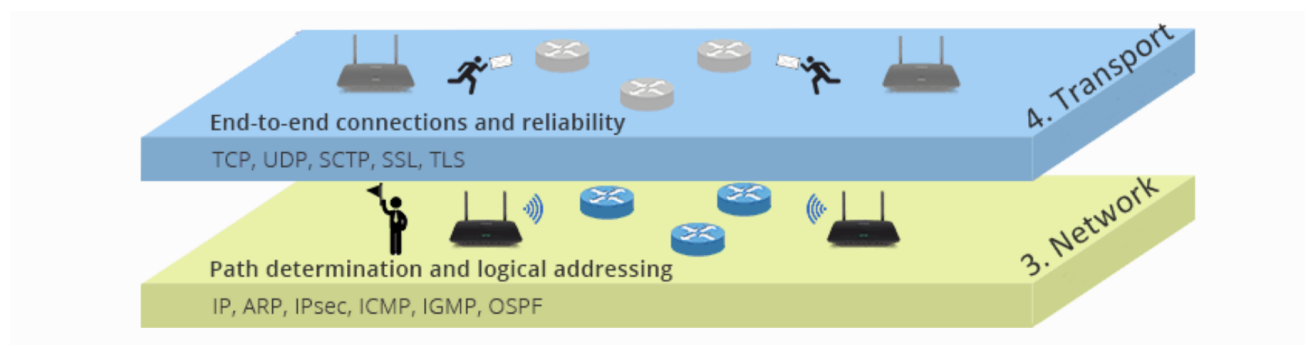 4. Transport
End-to-end connections and reliability
TCP, UDP, SCTP, SSL, TLS
3. Network
Path determination and logical addressing
IP, ARP, IPsec, ICMP, IGMP, OSPF